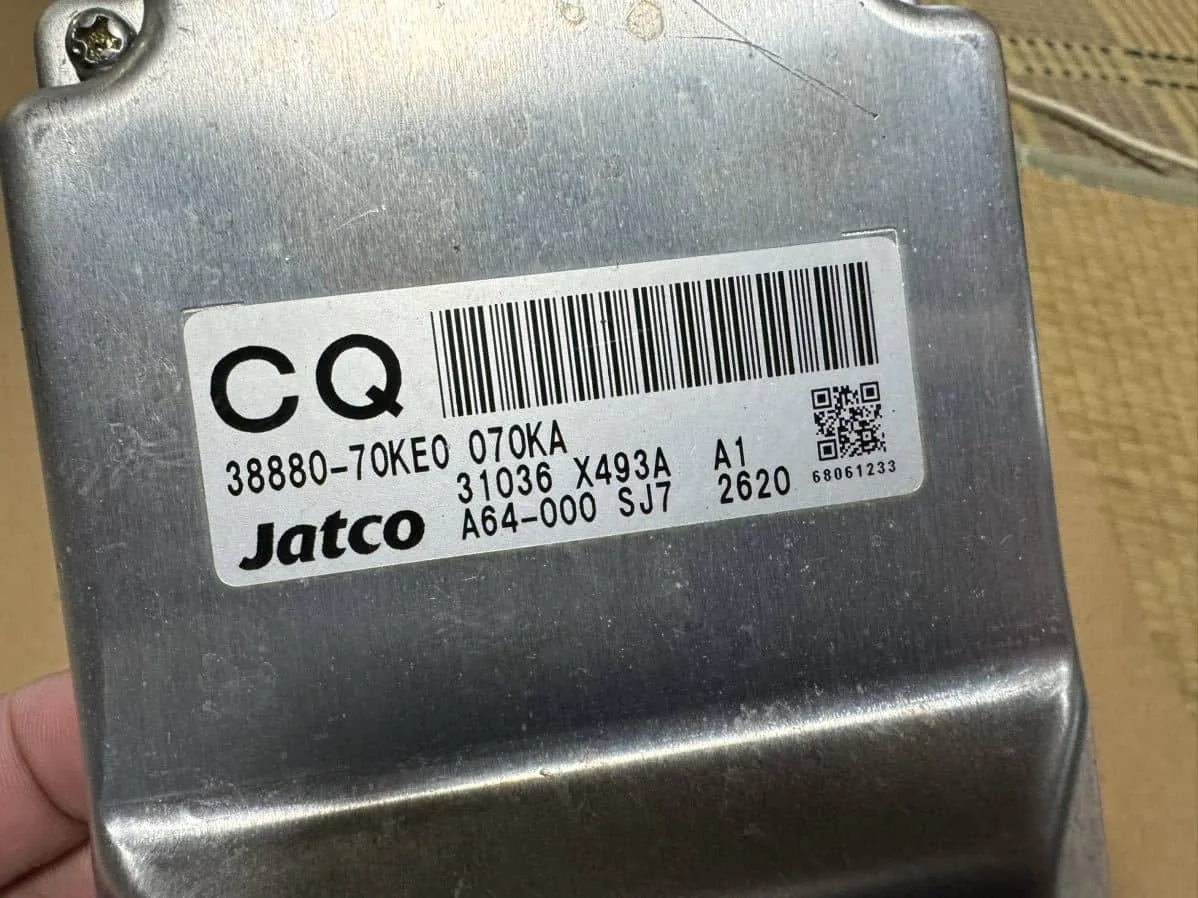 CQ
38880-70KE0 070KA
31036 X493A A1
Jatco A64-000 SJ7 2620
68061233